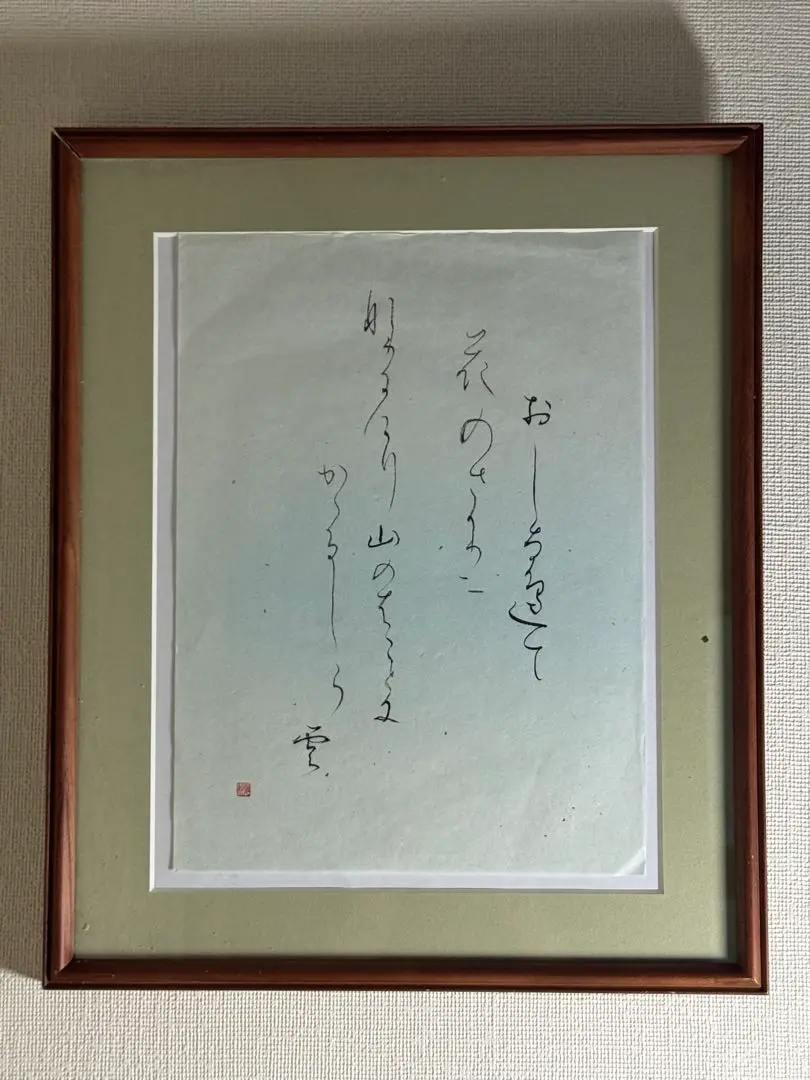 おしなへて
花のさかりに
なりにけり山のはことに
かゝるしら雲